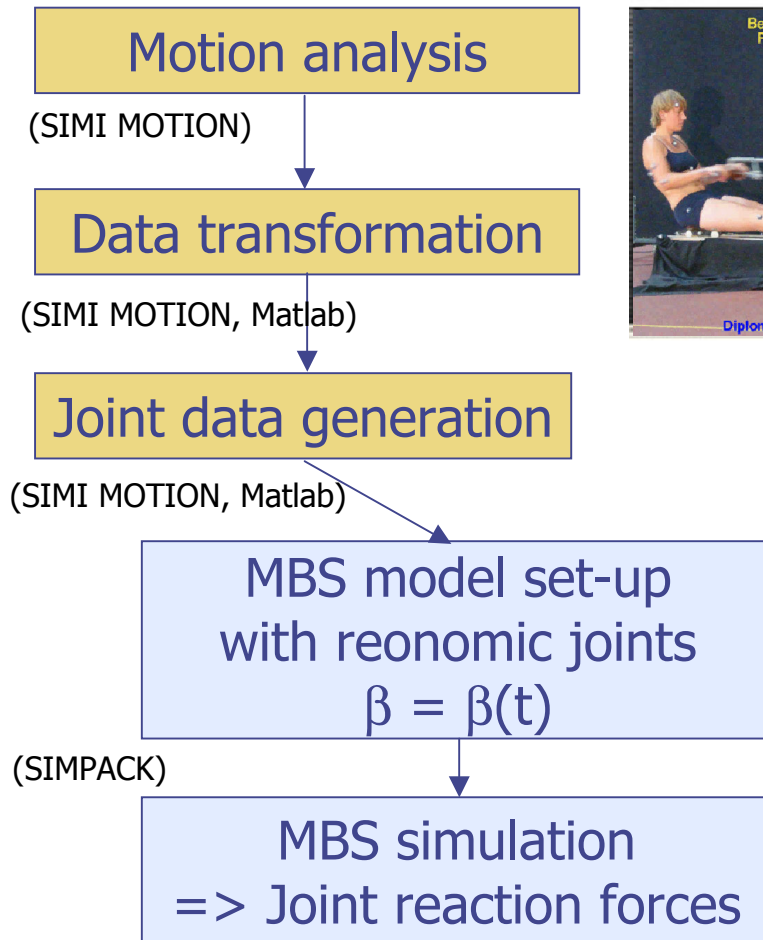 Motion analysis
(SIMI MOTION)
Data transformation
(SIMI MOTION, Matlab)
Joint data generation
(SIMI MOTION, Matlab)
MBS model set-up
with reonomic joints
β = β(t)
(SIMPACK)
MBS simulation
=> Joint reaction forces